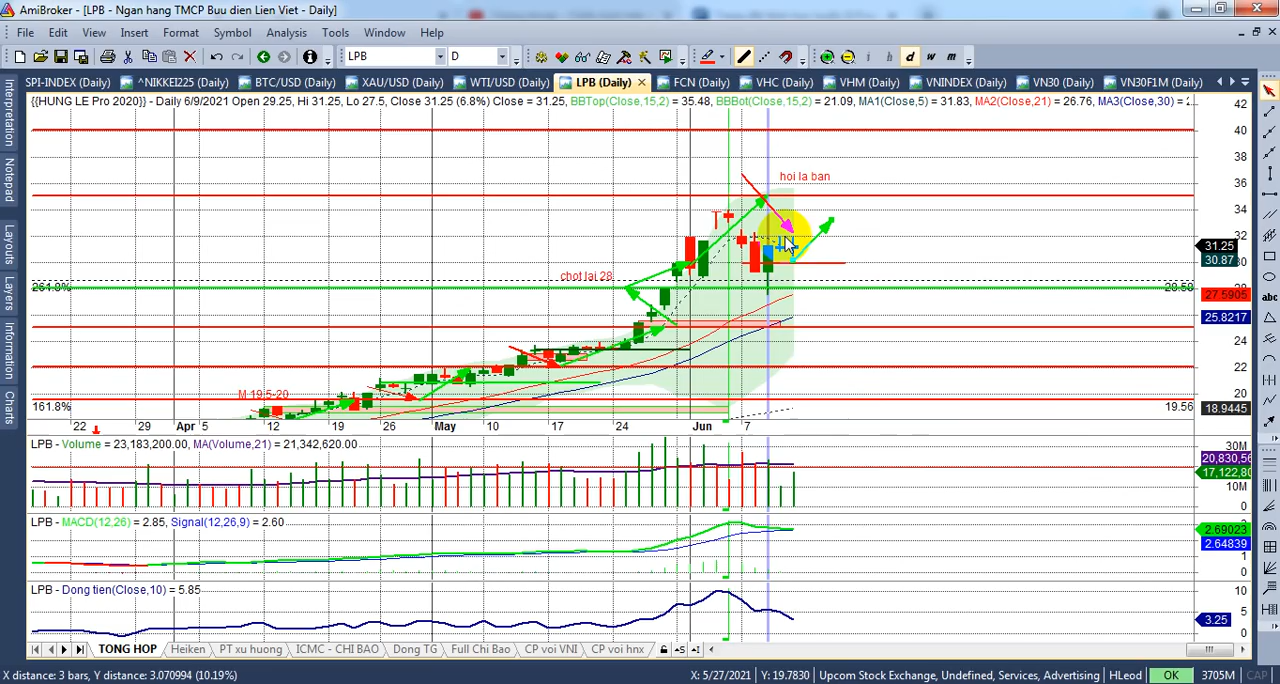 AmiBroker - [LPB - Ngan hang TMCP Buu dien Lien Viet - Daily]
File Edit View Insert Format Symbol Analysis Tools Window Help
LPB D i h d w m
SPI-INDEX (Daily) ^NIKKEI225 (Daily) BTC/USD (Daily) XAU/USD (Daily) WTI/USD (Daily) LPB (Daily) FCN (Daily) VHC (Daily) VHM (Daily) VNINDEX (Daily) VN30 (Daily) VN30F1M (Daily)
{{HUNG LE Pro 2020}} - Daily 6/9/2021 Open 29.25, Hi 31.25, Lo 27.5, Close 31.25 (6.8%) Close = 31.25, BBTop(Close,15,2) = 35.48, BBBot(Close,15,2) = 21.09, MA1(Close,5) = 31.83, MA2(Close,21) = 26.76, MA3(Close,30) =
Interpretation
Notepad
Layouts
Layers
Information
Charts
abc
42
40
38
36
34
32
31.25
30.87
30
28.58
28
27.5905
25.8217
24
22
20
19.56
18.9445
hoi la ban
chot lai 28
261.8%
M 19.5-20
161.8%
22 29 Apr 5 12 19 26 May 10 17 24 Jun 7
LPB - Volume = 23,183,200.00, MA(Volume,21) = 21,342,620.00
30M
20,830,56
17,122,80
10M
0
LPB - MACD(12,26) = 2.85, Signal(12,26,9) = 2.60
2.69023
2.64839
1
0
LPB - Dong tien(Close,10) = 5.85
10
5
3.25
0
TONG HOP Heiken PT xu huong ICMC - CHI BAO Dong TG Full Chi Bao CP voi VNI CP voi hnx
X distance: 3 bars, Y distance: 3.070994 (10.19%) X: 5/27/2021 Y: 19.7830 Upcom Stock Exchange, Undefined, Services, Advertising HLeod OK 3705M CAP